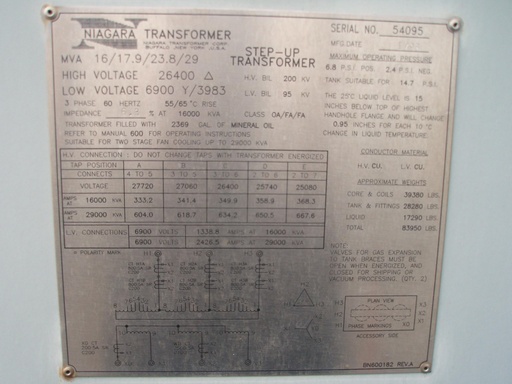 NIAGARA TRANSFORMER
NIAGARA TRANSFORMER CORP.
BUFFALO, NEW YORK U.S.A.
MVA 16/17.9/23.8/29
HIGH VOLTAGE 26400 Δ
LOW VOLTAGE 6900 Y/3983
STEP-UP
TRANSFORMER
H.V. BIL 200 KV
L.V. BIL 95 KV
3 PHASE 60 HERTZ 55/65°C RISE
IMPEDANCE % AT 16000 KVA CLASS OA/FA/FA
TRANSFORMER FILLED WITH 2369 GAL OF MINERAL OIL
REFER TO MANUAL 600 FOR OPERATING INSTRUCTIONS
SUITABLE FOR TWO STAGE FAN COOLING UP TO 29000 KVA
SERIAL NO. 54095
MFG.DATE
MAXIMUM OPERATING PRESSURE
6.8 P.S.I POS 2.4 P.S.I NEG.
TANK SUITABLE FOR 14.7 P.S.I.
THE 25°C LIQUID LEVEL IS 15
INCHES BELOW TOP OF HIGHEST
HANDHOLE FLANGE AND WILL CHANGE
0.95 INCHES FOR EACH 10°C
CHANGE IN LIQUID TEMPERATURE.
CONDUCTOR MATERIAL
H.V. CU. L.V. CU.
APPROXIMATE WEIGHTS
CORE & COILS 39380 LBS
TANK & FITTINGS 28280 LBS
LIQUID 17290 LBS
TOTAL 83950 LBS
H.V. CONNECTION DO NOT CHANGE TAPS WITH TRANSFORMER ENERGIZED
TAP POSITION A B C D E
CONNECTS 4 TO 5 3 TO 5 3 TO 6 2 TO 6 2 TO 7
VOLTAGE 27720 27060 26400 25740 25080
AMPS AT 16000 KVA 333.2 341.4 349.9 358.9 368.3
AMPS AT 29000 KVA 604.0 618.7 634.2 650.5 667.6
L.V. CONNECTIONS 6900 VOLTS 1338.8 AMPS AT 16000 KVA
6900 VOLTS 2426.5 AMPS AT 29000 KVA
NOTE
VALVES FOR GAS EXPANSION
TO TANK BRACES MUST BE
OPEN WHEN ENERGIZED, AND
CLOSED FOR SHIPPING OR
VACUUM PROCESSING. (QTY. 2)
POLARITY MARK
PLAN VIEW
PHASE MARKINGS
ACCESSORY SIDE
BN600182 REV.A